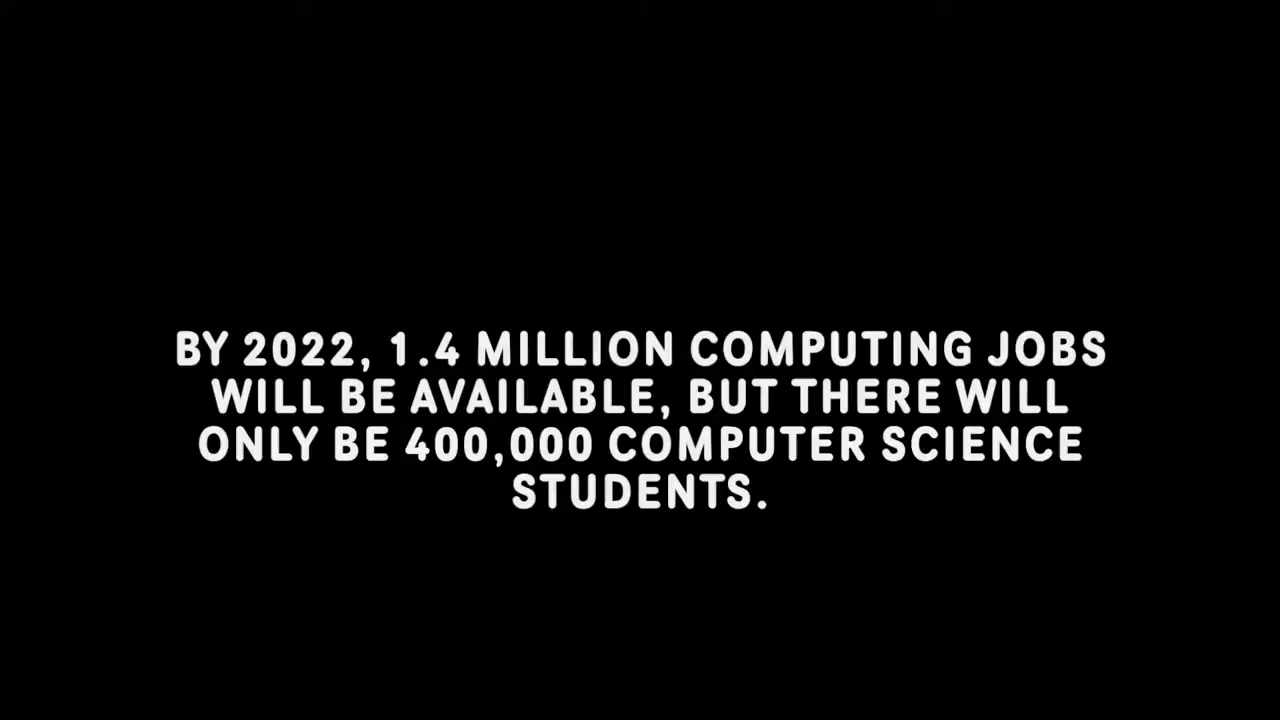 BY 2022, 1.4 MILLION COMPUTING JOBS
WILL BE AVAILABLE, BUT THERE WILL
ONLY BE 400,000 COMPUTER SCIENCE
STUDENTS.